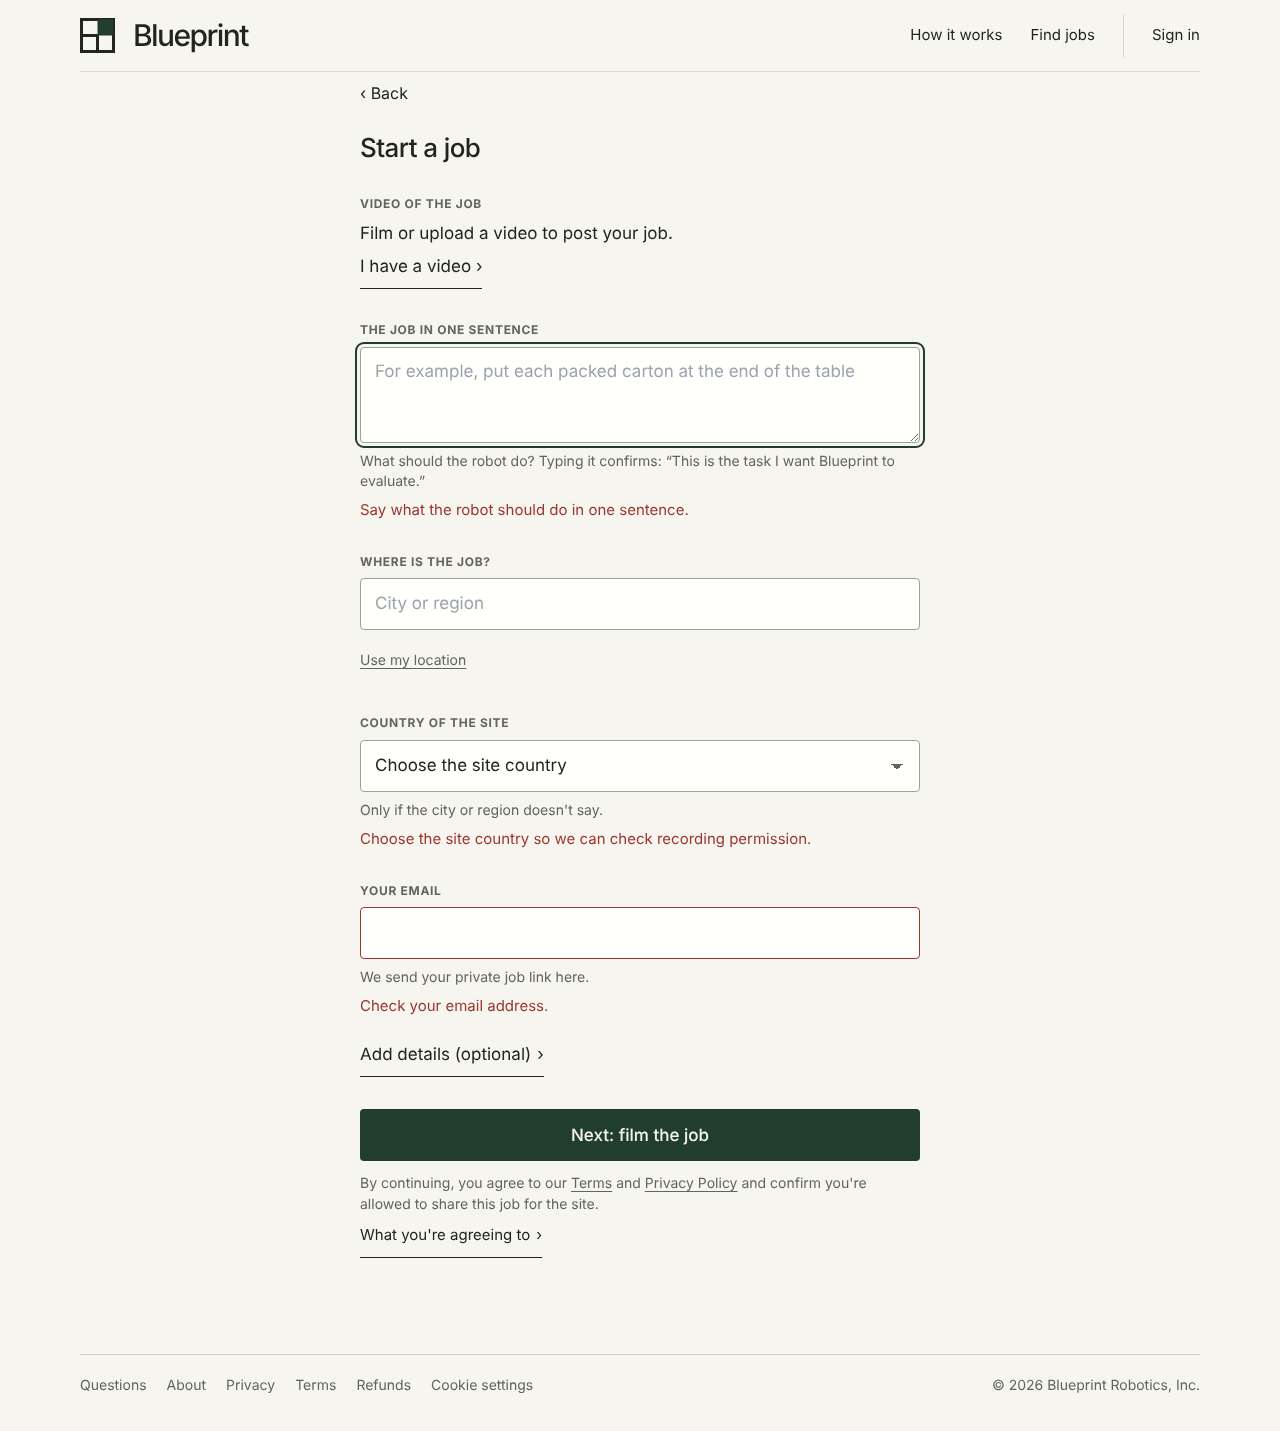 Blueprint
How it works
Find jobs
Sign in
‹ Back
Start a job
VIDEO OF THE JOB
Film or upload a video to post your job.
I have a video ›
THE JOB IN ONE SENTENCE
For example, put each packed carton at the end of the table
What should the robot do? Typing it confirms: “This is the task I want Blueprint to
evaluate.”
Say what the robot should do in one sentence.
WHERE IS THE JOB?
City or region
Use my location
COUNTRY OF THE SITE
Choose the site country
Only if the city or region doesn't say.
Choose the site country so we can check recording permission.
YOUR EMAIL
We send your private job link here.
Check your email address.
Add details (optional) ›
Next: film the job
By continuing, you agree to our Terms and Privacy Policy and confirm you're
allowed to share this job for the site.
What you're agreeing to ›
Questions
About
Privacy
Terms
Refunds
Cookie settings
© 2026 Blueprint Robotics, Inc.